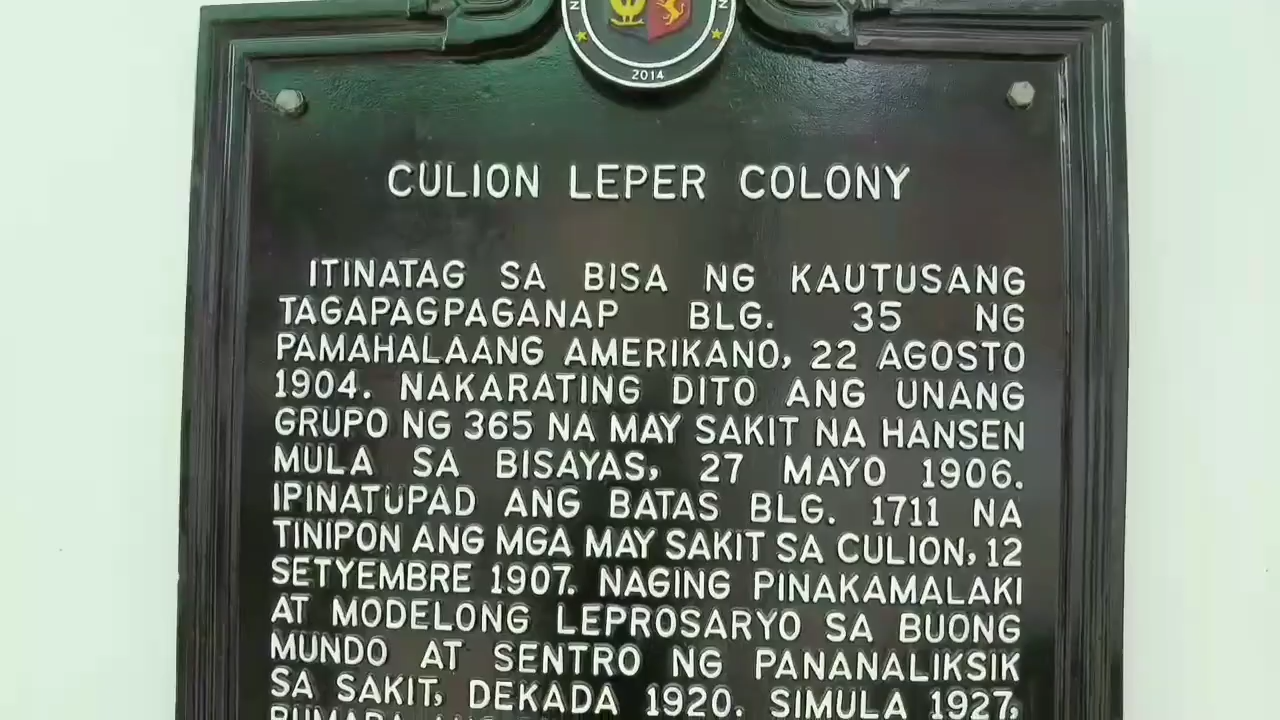 2014
CULION LEPER COLONY
ITINATAG SA BISA NG KAUTUSANG
TAGAPAGPAGANAP BLG. 35 NG
PAMAHALAANG AMERIKANO, 22 AGOSTO
1904. NAKARATING DITO ANG UNANG
GRUPO NG 365 NA MAY SAKIT NA HANSEN
MULA SA BISAYAS, 27 MAYO 1906.
IPINATUPAD ANG BATAS BLG. 1711 NA
TINIPON ANG MGA MAY SAKIT SA CULION, 12
SETYEMBRE 1907. NAGING PINAKAMALAKI
AT MODELONG LEPROSARYO SA BUONG
MUNDO AT SENTRO NG PANANALIKSIK
SA SAKIT, DEKADA 1920. SIMULA 1927,